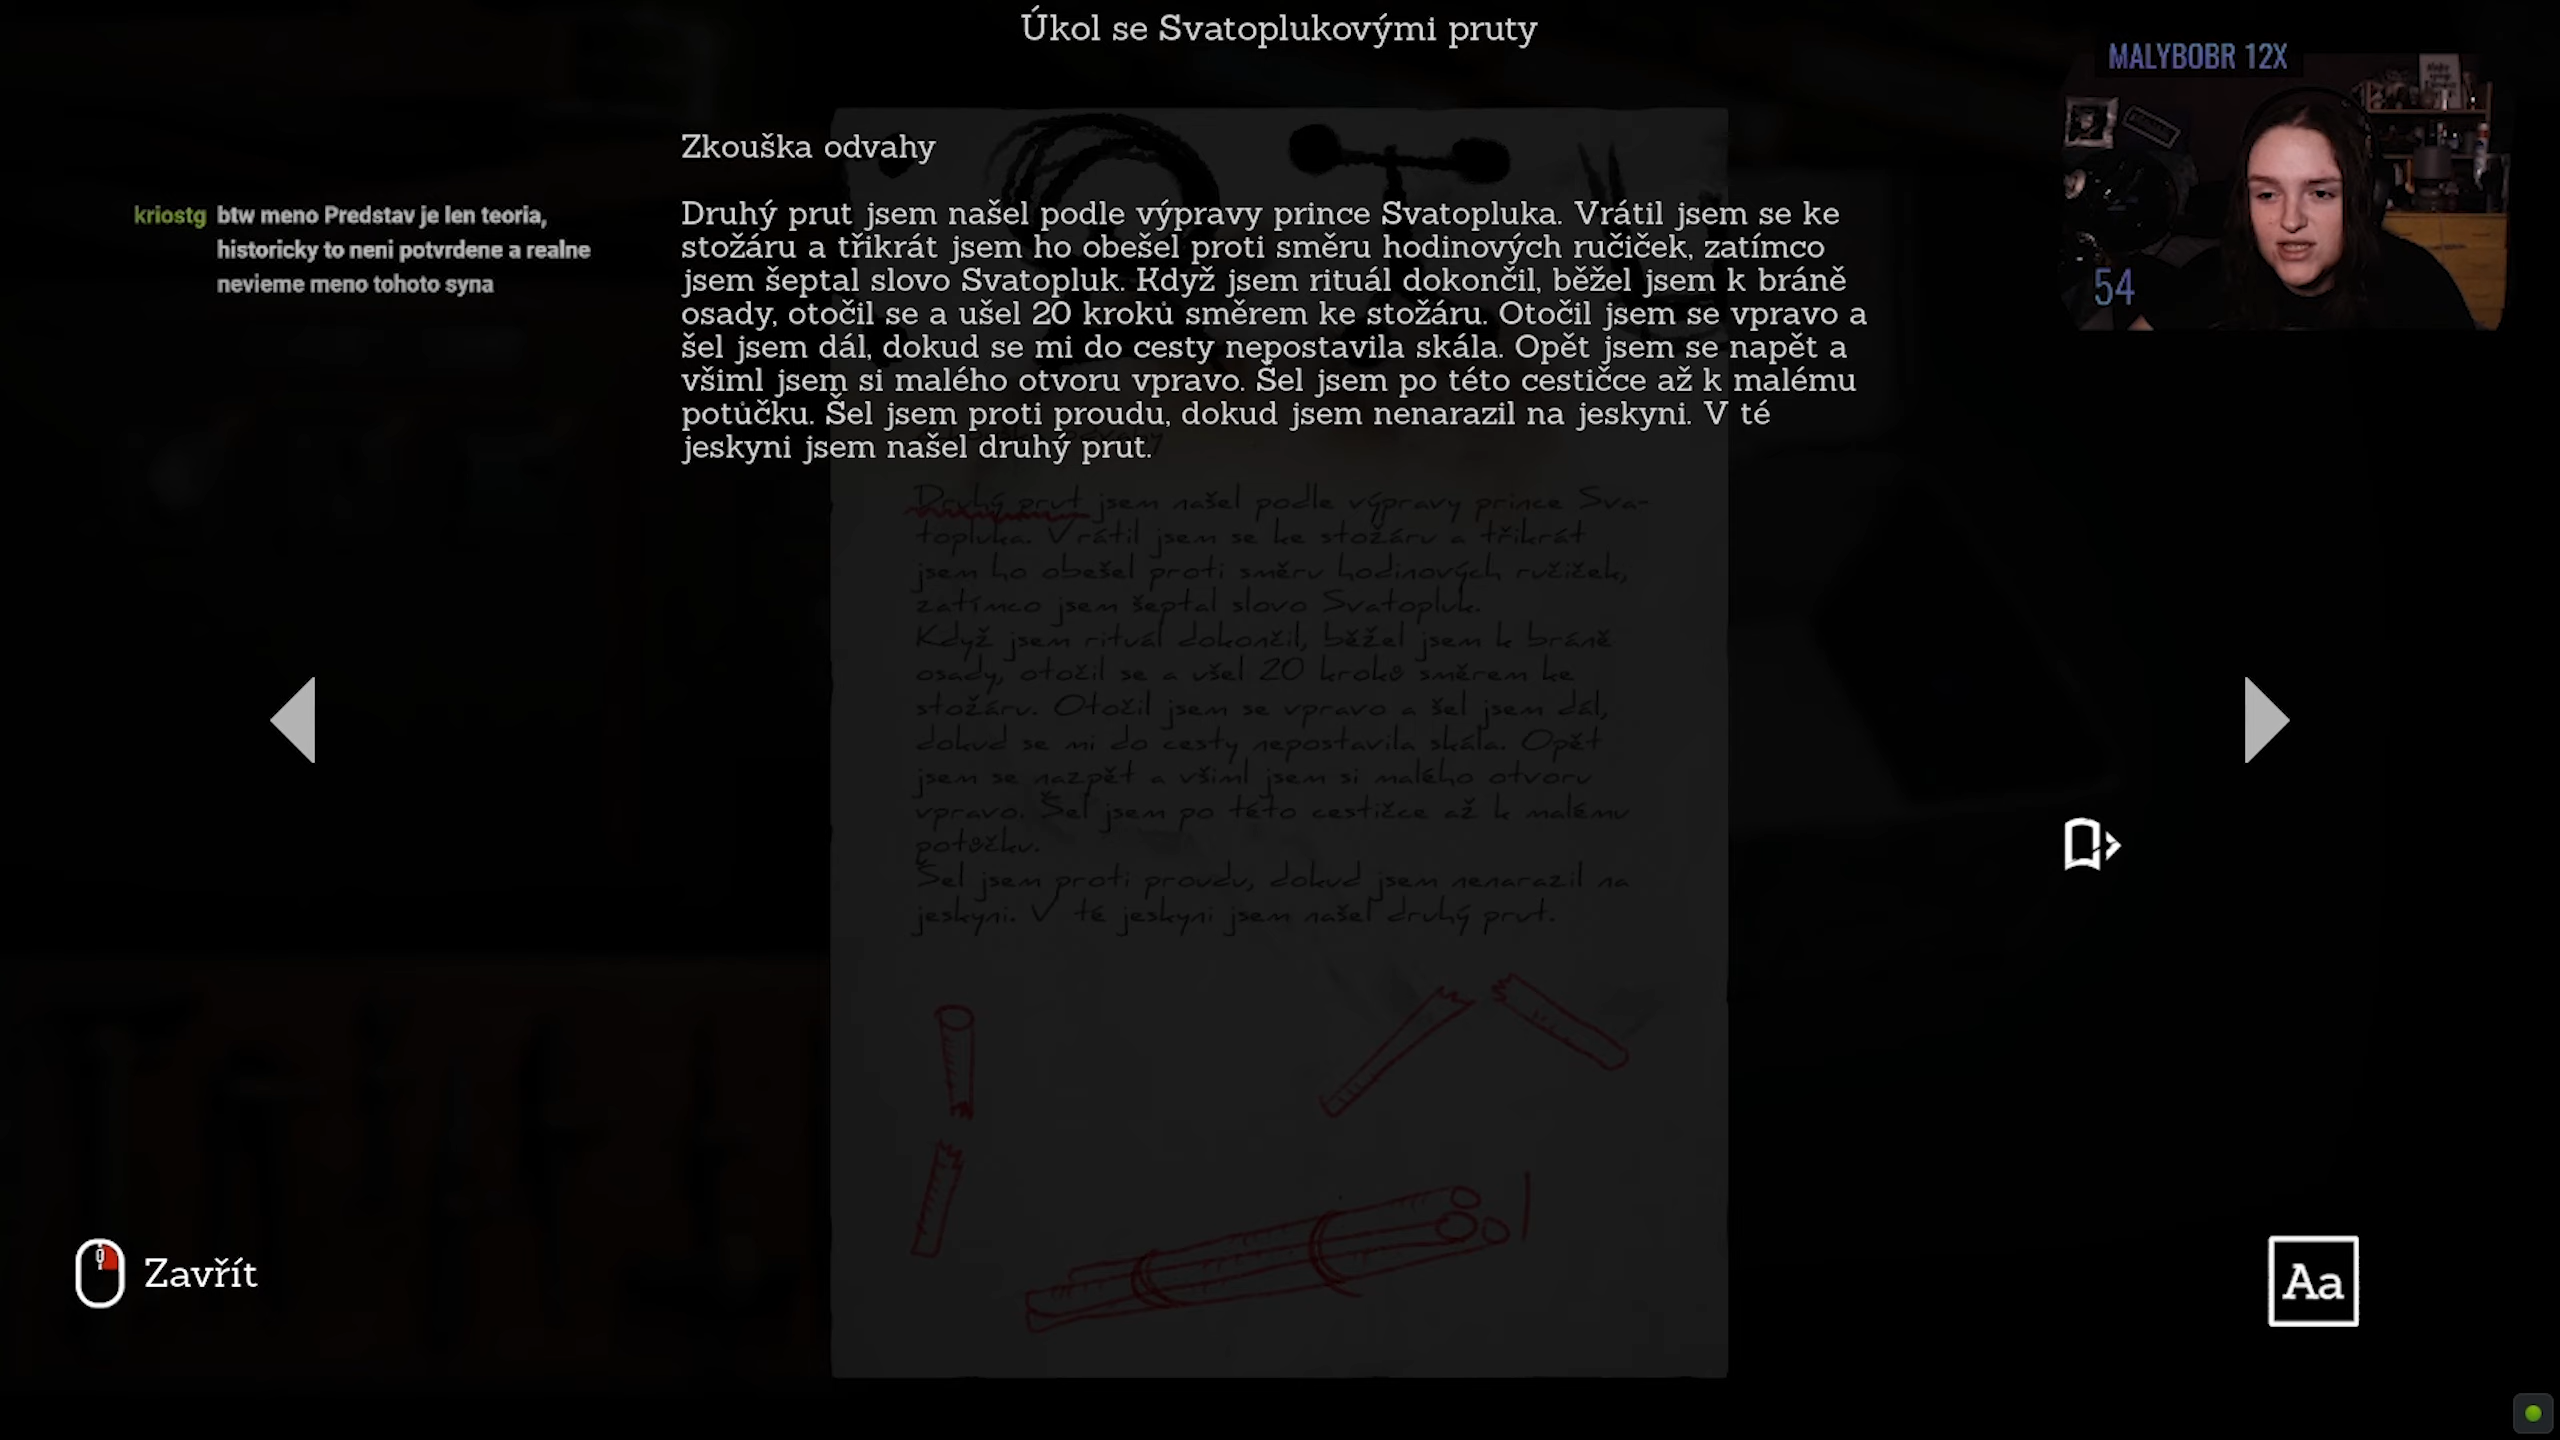 Úkol se Svatoplukovými pruty
MALYBOBR 12X
54
kriostg btw meno Predstav je len teoria,
historicky to neni potvrdene a realne
nevieme meno tohoto syna
Zkouška odvahy
Druhý prut jsem našel podle výpravy prince Svatopluka. Vrátil jsem se ke
stožáru a třikrát jsem ho obešel proti směru hodinových ručiček, zatímco
jsem šeptal slovo Svatopluk. Když jsem rituál dokončil, běžel jsem k bráně
osady, otočil se a ušel 20 kroků směrem ke stožáru. Otočil jsem se vpravo a
šel jsem dál, dokud se mi do cesty nepostavila skála. Opět jsem se napět a
všiml jsem si malého otvoru vpravo. Šel jsem po této cestičce až k malému
potůčku. Šel jsem proti proudu, dokud jsem nenarazil na jeskyni. V té
jeskyni jsem našel druhý prut.
Druhý prut jsem našel podle výpravy prince Sva-
topluka. Vrátil jsem se ke stožáru a třikrát
jsem ho obešel proti směru hodinových ručiček,
zatímco jsem šeptal slovo Svatopluk.
Když jsem rituál dokončil, běžel jsem k bráně
osady, otočil se a ušel 20 kroků směrem ke
stožáru. Otočil jsem se vpravo a šel jsem dál,
dokud se mi do cesty nepostavila skála. Opět
jsem se nazpět a všiml jsem si malého otvoru
vpravo. Šel jsem po této cestičce až k malému
potůčku.
Šel jsem proti proudu, dokud jsem nenarazil na
jeskyni. V té jeskyni jsem našel druhý prut.
Zavřít
Aa